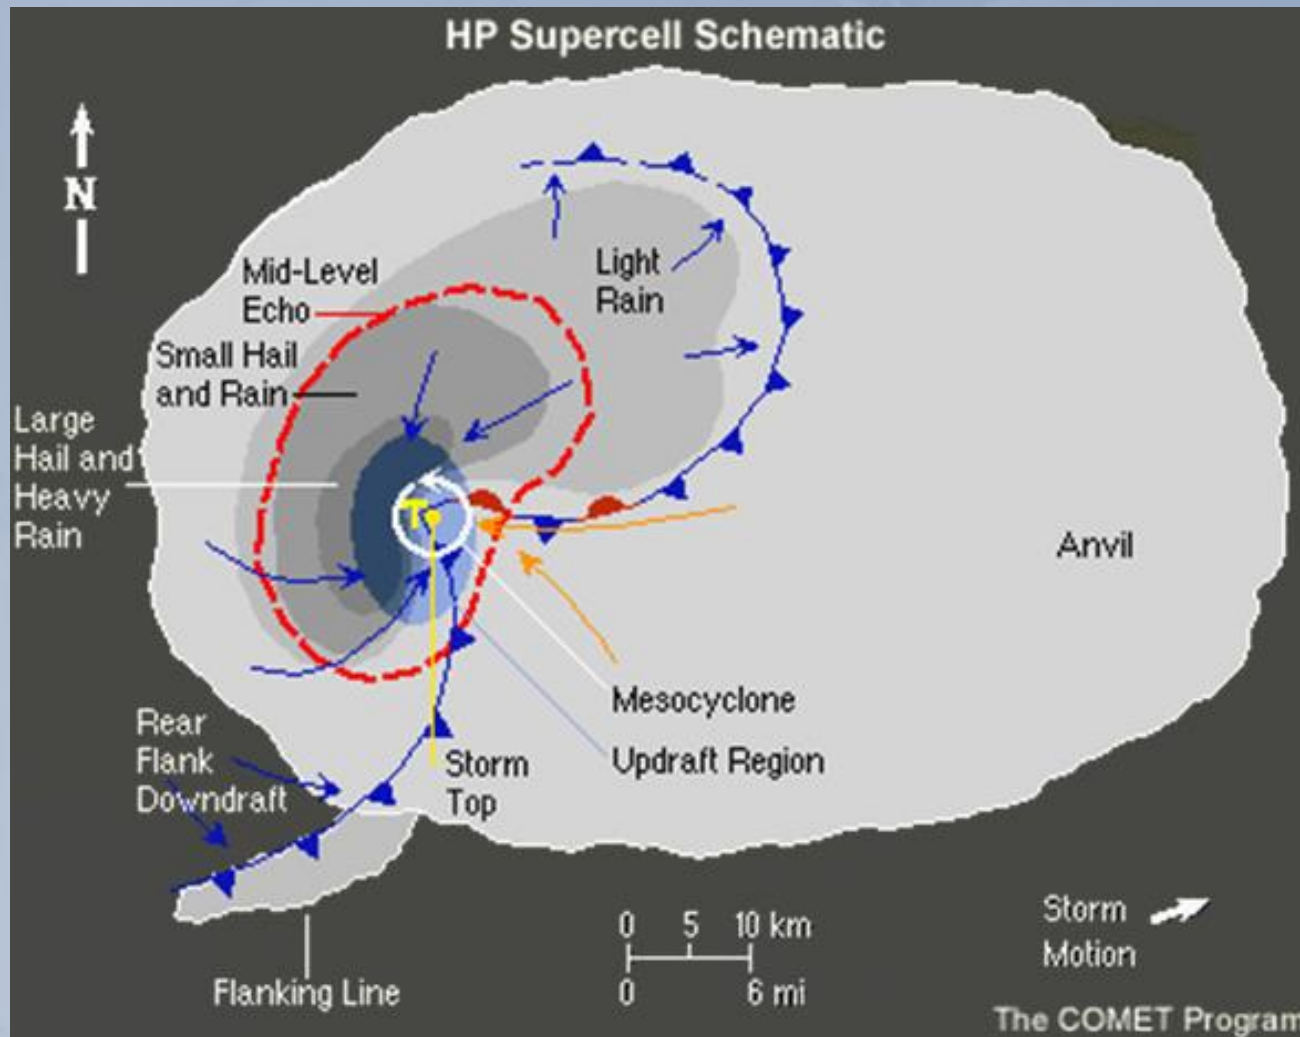 HP Supercell Schematic
N
Mid-Level
Echo
Light
Rain
Small Hail
and Rain
Large
Hail and
Heavy
Rain
T
Anvil
Mesocyclone
Rear
Flank
Downdraft
Storm
Top
Updraft Region
0 5 10 km
0 6 mi
Storm
Motion
Flanking Line
The COMET Program